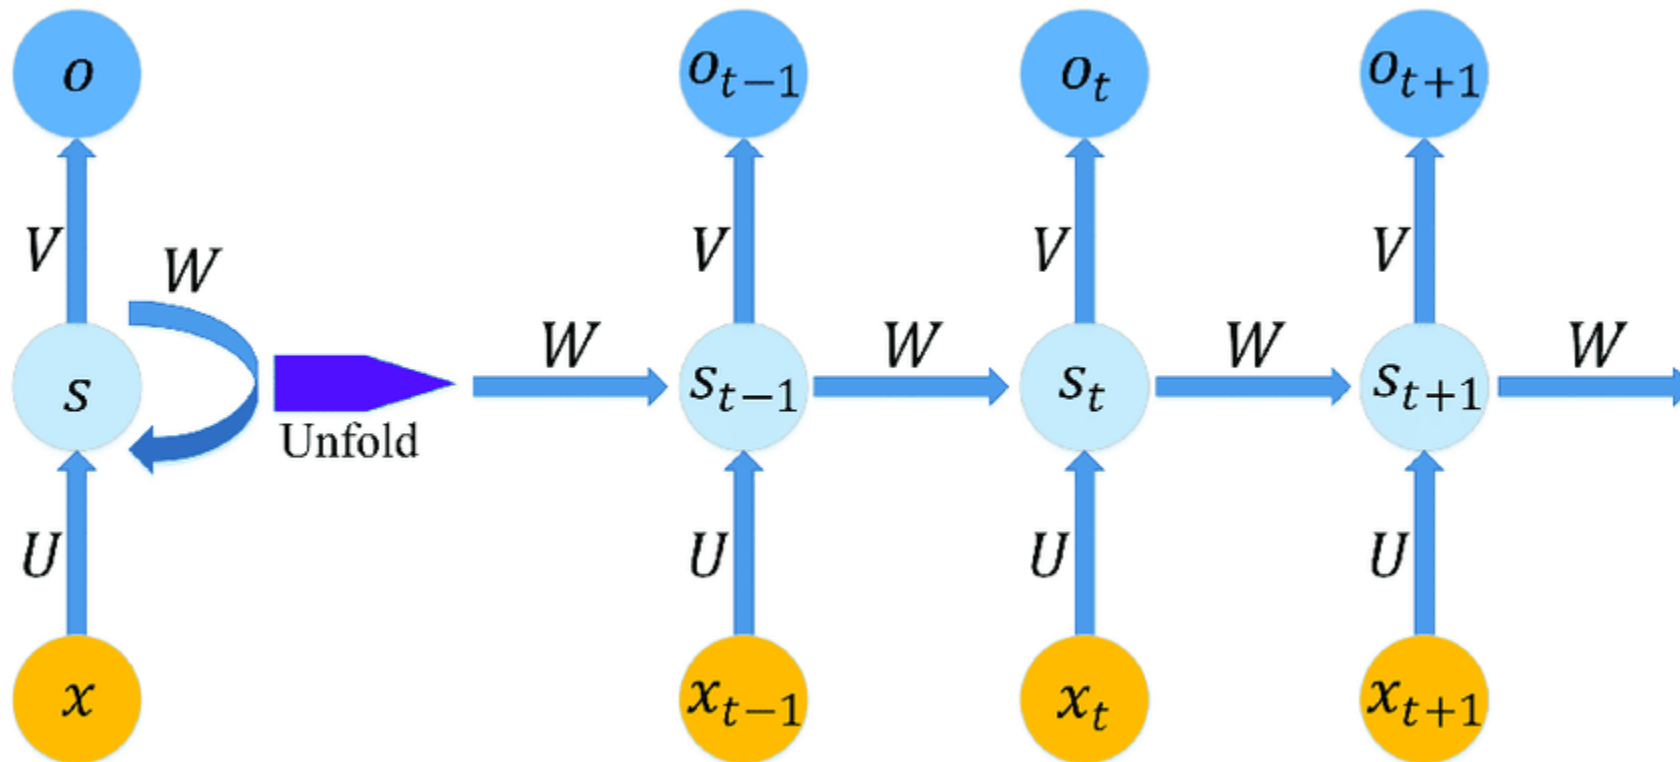 o o_{t-1} o_t o_{t+1}
V V V V
W
W W W W
s s_{t-1} s_t s_{t+1}
Unfold
U U U U
x x_{t-1} x_t x_{t+1}